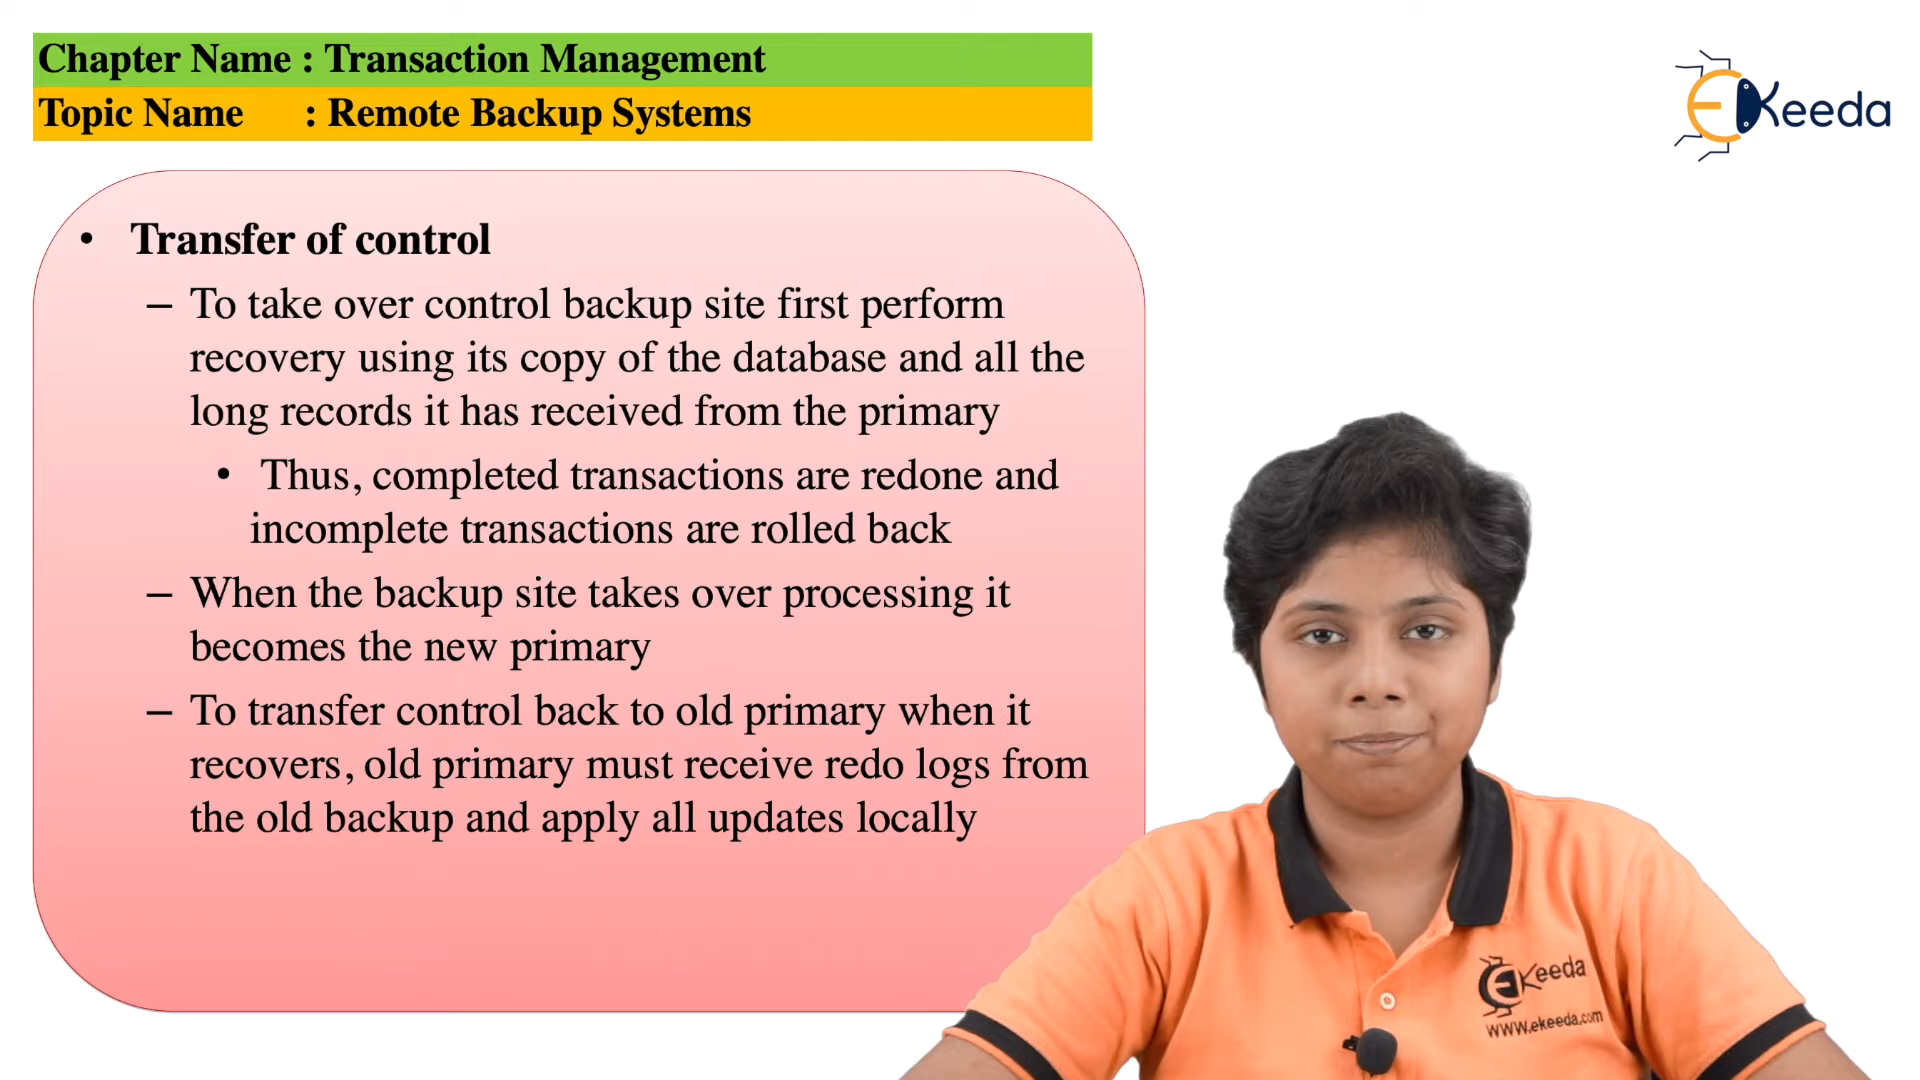 Chapter Name : Transaction Management
Topic Name : Remote Backup Systems
EKeeda
• Transfer of control
– To take over control backup site first perform
recovery using its copy of the database and all the
long records it has received from the primary
• Thus, completed transactions are redone and
incomplete transactions are rolled back
– When the backup site takes over processing it
becomes the new primary
– To transfer control back to old primary when it
recovers, old primary must receive redo logs from
the old backup and apply all updates locally
EKeeda
www.ekeeda.com